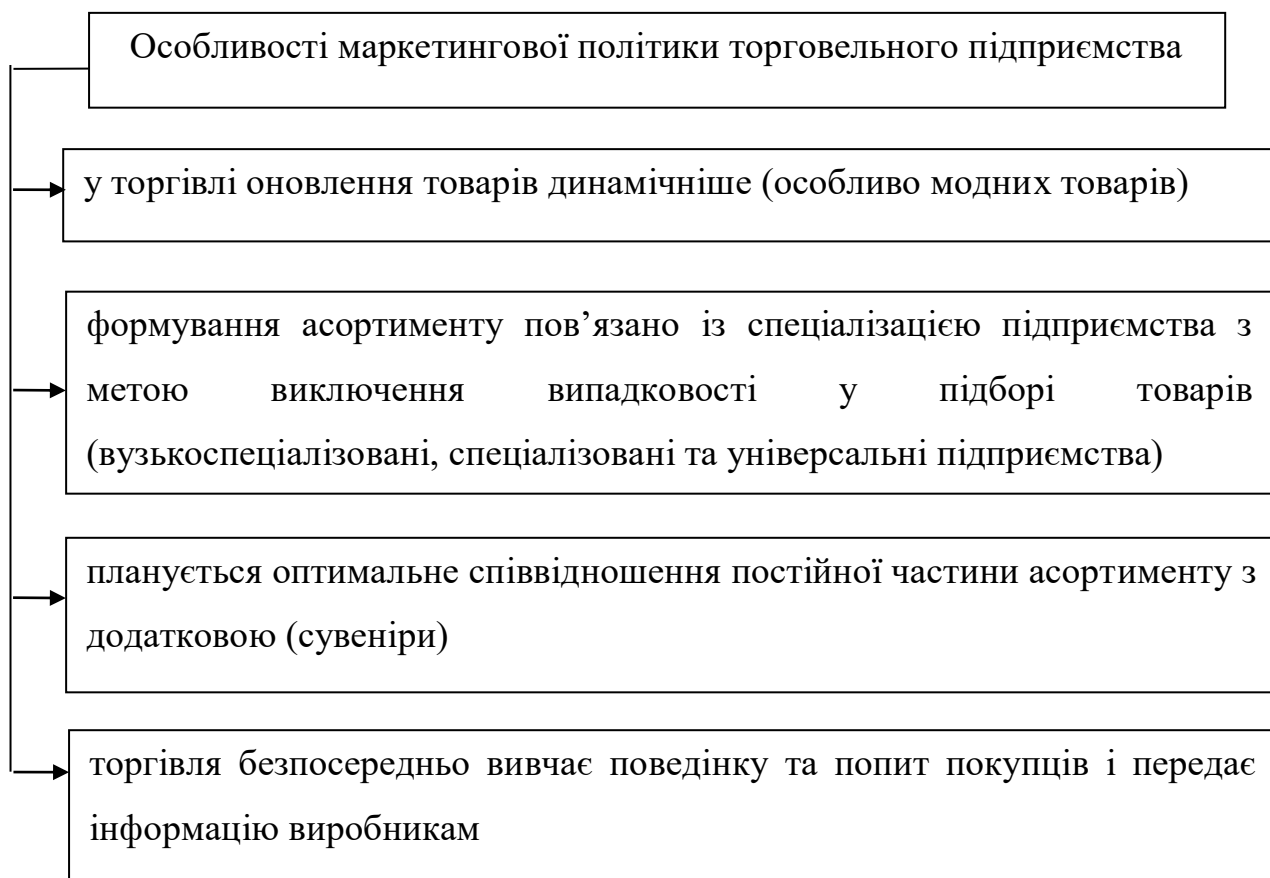 Особливості маркетингової політики торговельного підприємства
у торгівлі оновлення товарів динамічніше (особливо модних товарів)
формування асортименту пов’язано із спеціалізацією підприємства з
метою виключення випадковості у підборі товарів
(вузькоспеціалізовані, спеціалізовані та універсальні підприємства)
планується оптимальне співвідношення постійної частини асортименту з
додатковою (сувеніри)
торгівля безпосередньо вивчає поведінку та попит покупців і передає
інформацію виробникам